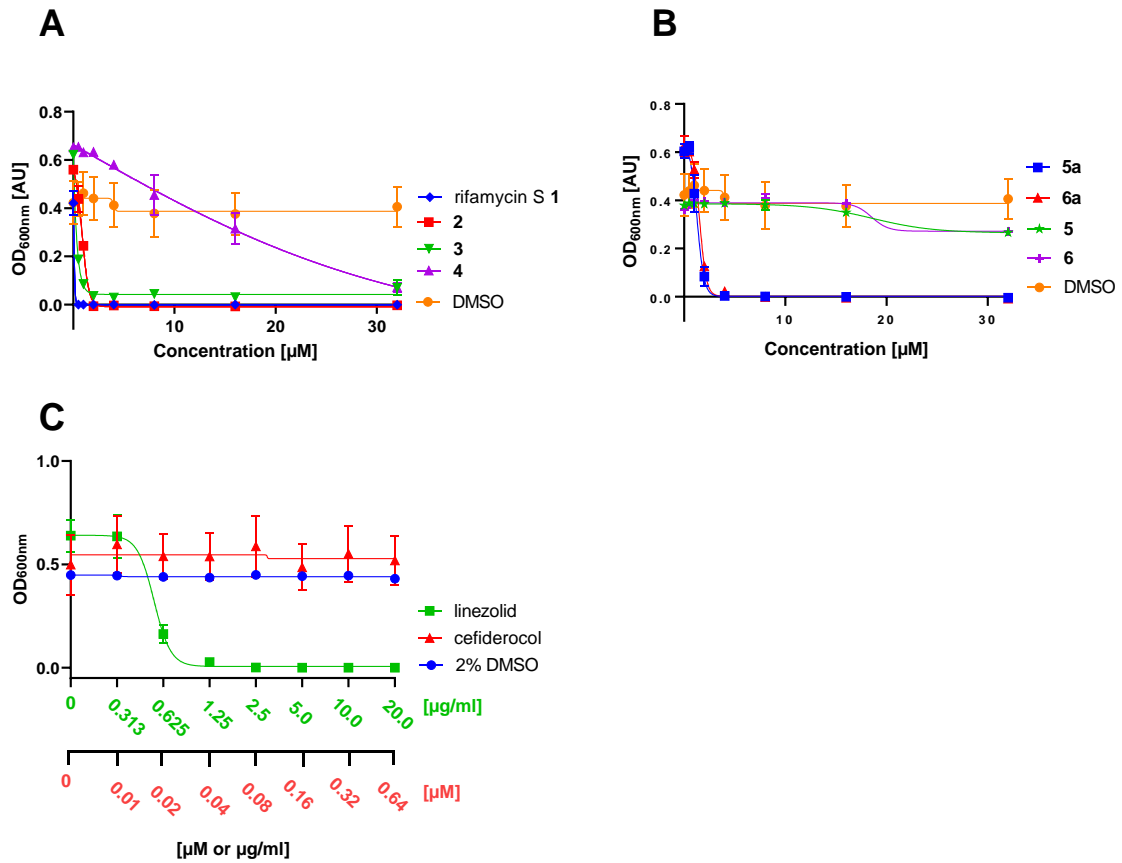 A
0.8
0.6
0.4
0.2
0.0
OD600nm [AU]
10
20
30
Concentration [µM]
rifamycin S 1
2
3
4
DMSO
B
0.8
0.6
0.4
0.2
0.0
OD600nm [AU]
10
20
30
Concentration [µM]
5a
6a
5
6
DMSO
C
1.0
0.5
0.0
OD600nm
linezolid
cefiderocol
2% DMSO
0 0.313 0.625 1.25 2.5 5.0 10.0 20.0 [µg/ml]
0 0.01 0.02 0.04 0.08 0.16 0.32 0.64 [µM]
[µM or µg/ml]